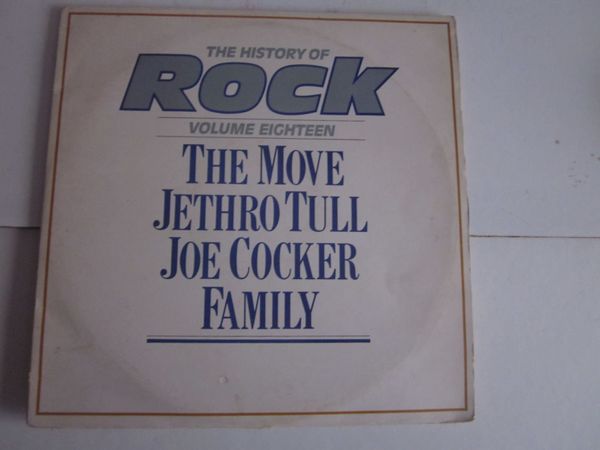 THE HISTORY OF
Rock
VOLUME EIGHTEEN
THE MOVE
JETHRO TULL
JOE COCKER
FAMILY